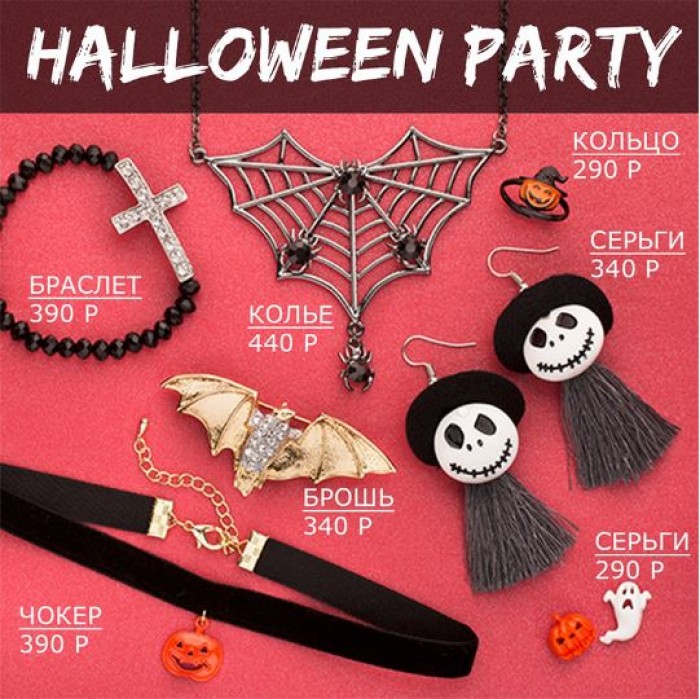 HALLOWEEN PARTY
КОЛЬЦО
290 Р
СЕРЬГИ
340 Р
БРАСЛЕТ
390 Р
КОЛЬЕ
440 Р
БРОШЬ
340 Р
СЕРЬГИ
290 Р
ЧОКЕР
390 Р